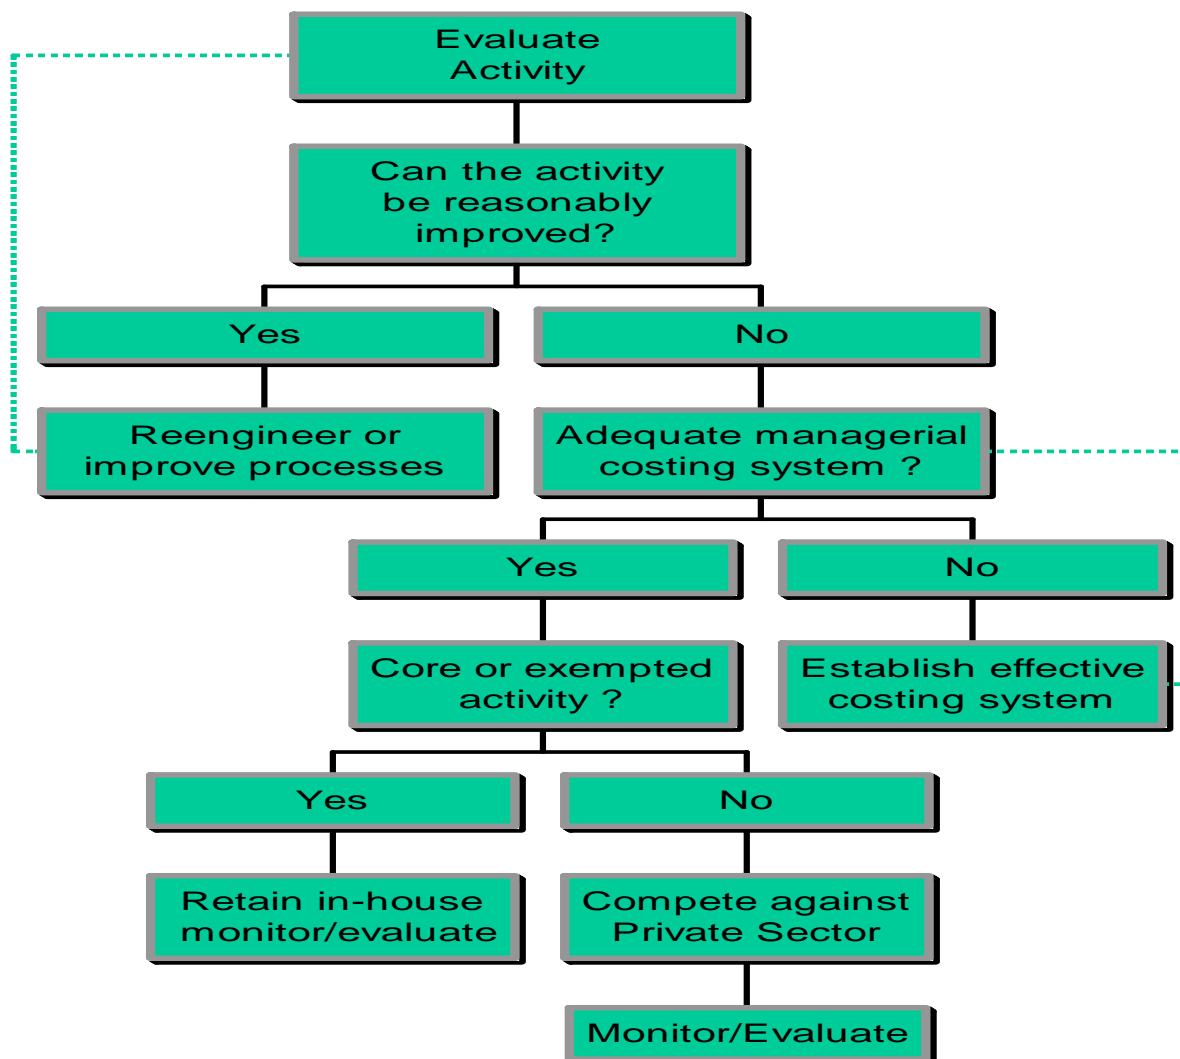 Evaluate
Activity
Can the activity
be reasonably
improved?
Yes
No
Reengineer or
improve processes
Adequate managerial
costing system ?
Yes
No
Core or exempted
activity ?
Establish effective
costing system
Yes
No
Retain in-house
monitor/evaluate
Compete against
Private Sector
Monitor/Evaluate